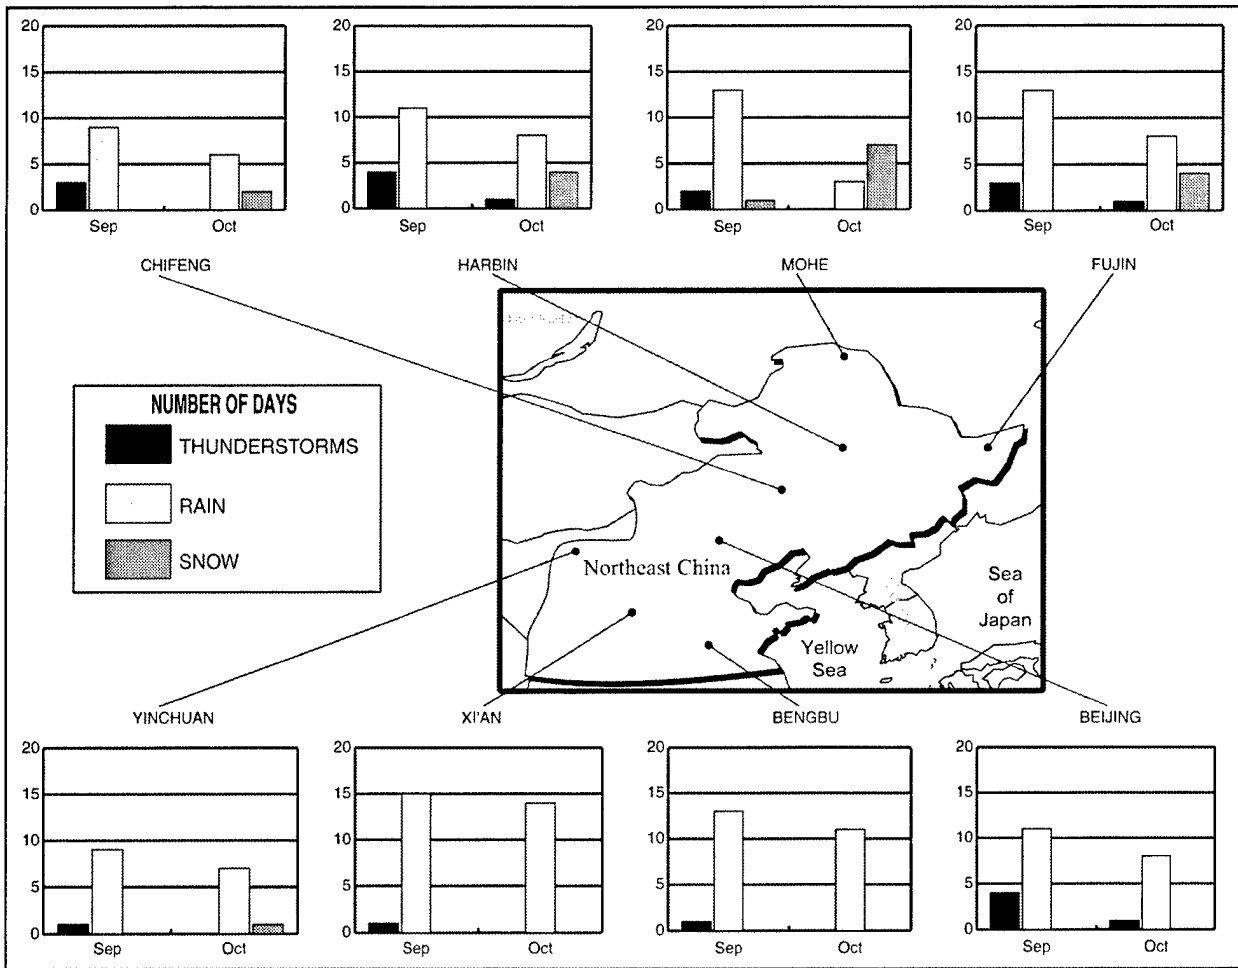 20
15
10
5
0
Sep
Oct
20
15
10
5
0
Sep
Oct
20
15
10
5
0
Sep
Oct
20
15
10
5
0
Sep
Oct
CHIFENG
HARBIN
MOHE
FUJIN
NUMBER OF DAYS
THUNDERSTORMS
RAIN
SNOW
Northeast China
Sea
of
Japan
Yellow
Sea
YINCHUAN
XI'AN
BENGBU
BEIJING
20
15
10
5
0
Sep
Oct
20
15
10
5
0
Sep
Oct
20
15
10
5
0
Sep
Oct
20
15
10
5
0
Sep
Oct